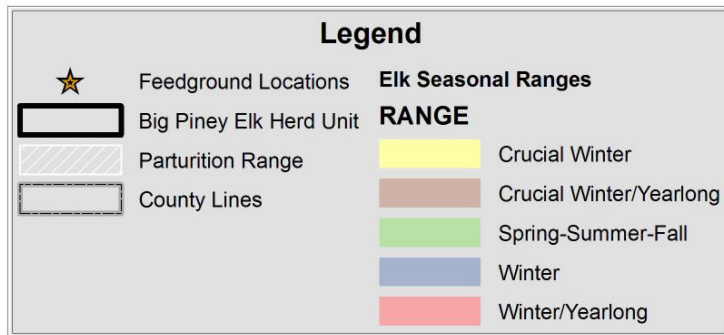 Legend
Feedground Locations
Big Piney Elk Herd Unit
Parturition Range
County Lines
Elk Seasonal Ranges
RANGE
Crucial Winter
Crucial Winter/Yearlong
Spring-Summer-Fall
Winter
Winter/Yearlong